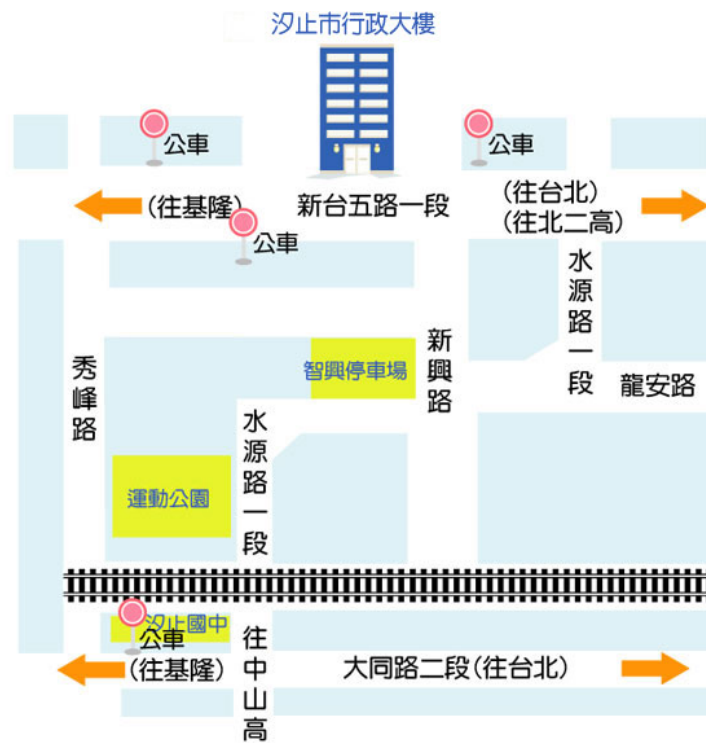 汐止市行政大樓
公車
公車
(往基隆)
新台五路一段
(往台北)
(往北二高)
公車
水源路一段
秀峰路
智興停車場
新興路
龍安路
水源路一段
運動公園
汐止國中
公車
(往基隆)
往中山高
大同路二段(往台北)